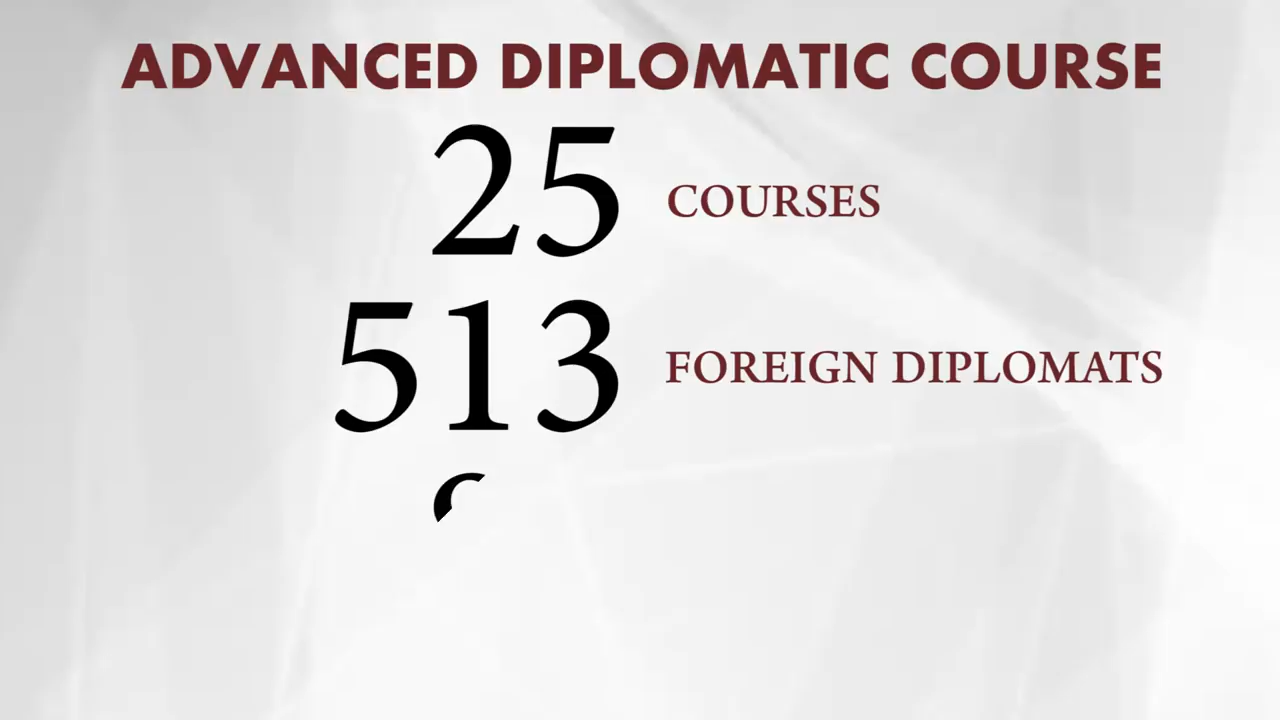 ADVANCED DIPLOMATIC COURSE
25 COURSES
513 FOREIGN DIPLOMATS